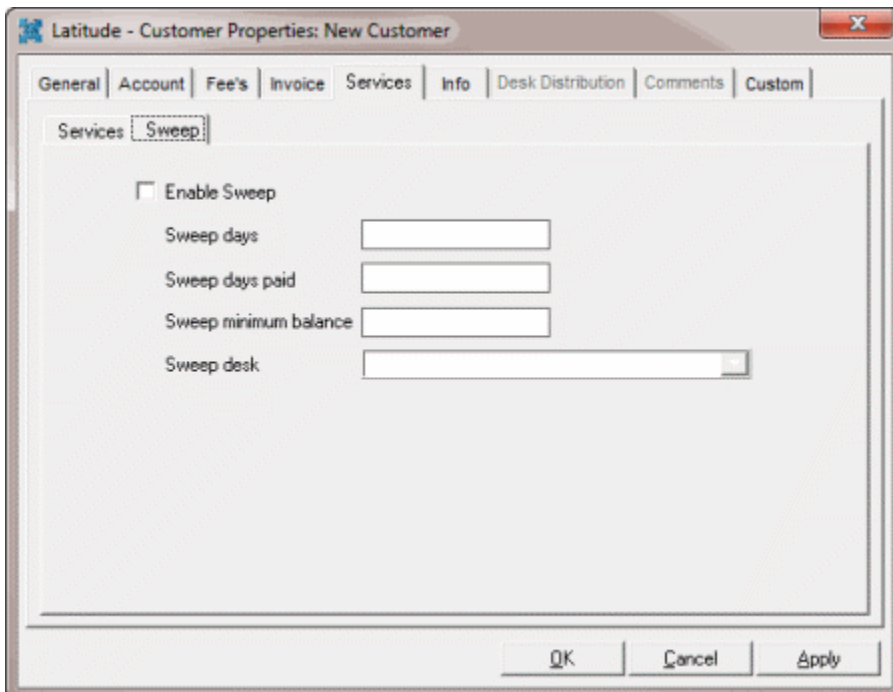 Latitude - Customer Properties: New Customer
General Account Fee's Invoice Services Info Desk Distribution Comments Custom
Services Sweep
Enable Sweep
Sweep days
Sweep days paid
Sweep minimum balance
Sweep desk
OK Cancel Apply